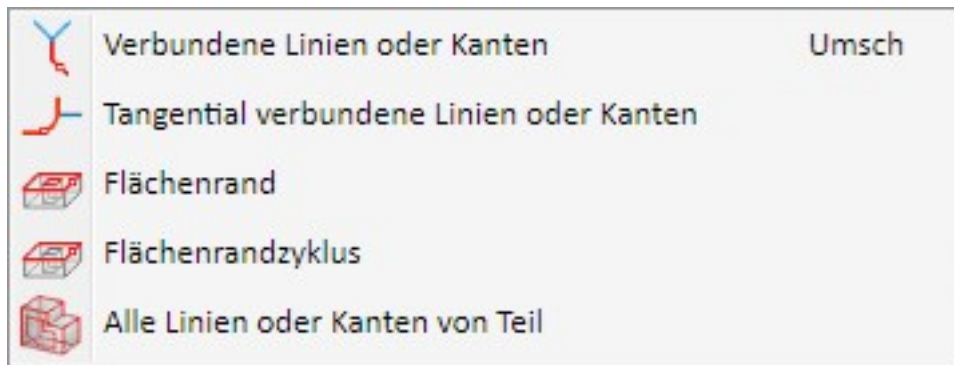 Verbundene Linien oder Kanten Umsch
Tangential verbundene Linien oder Kanten
Flächenrand
Flächenrandzyklus
Alle Linien oder Kanten von Teil